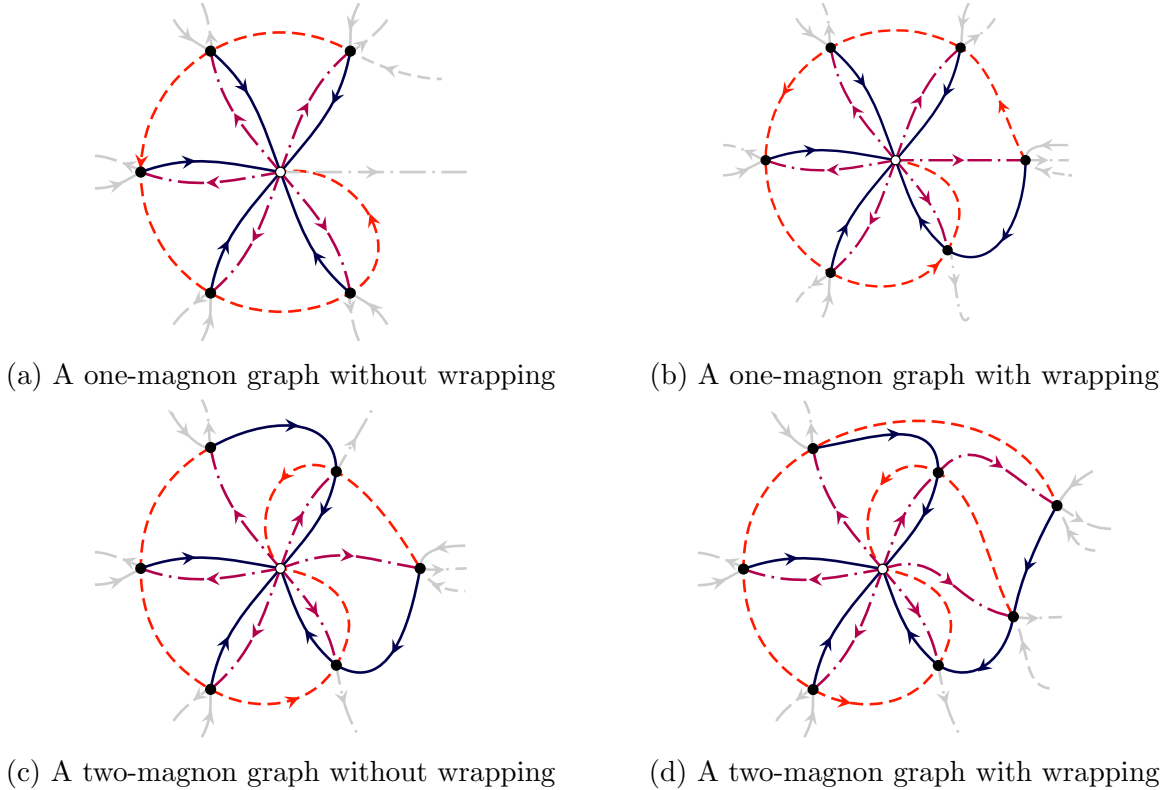 (a) A one-magnon graph without wrapping
(b) A one-magnon graph with wrapping
(c) A two-magnon graph without wrapping
(d) A two-magnon graph with wrapping